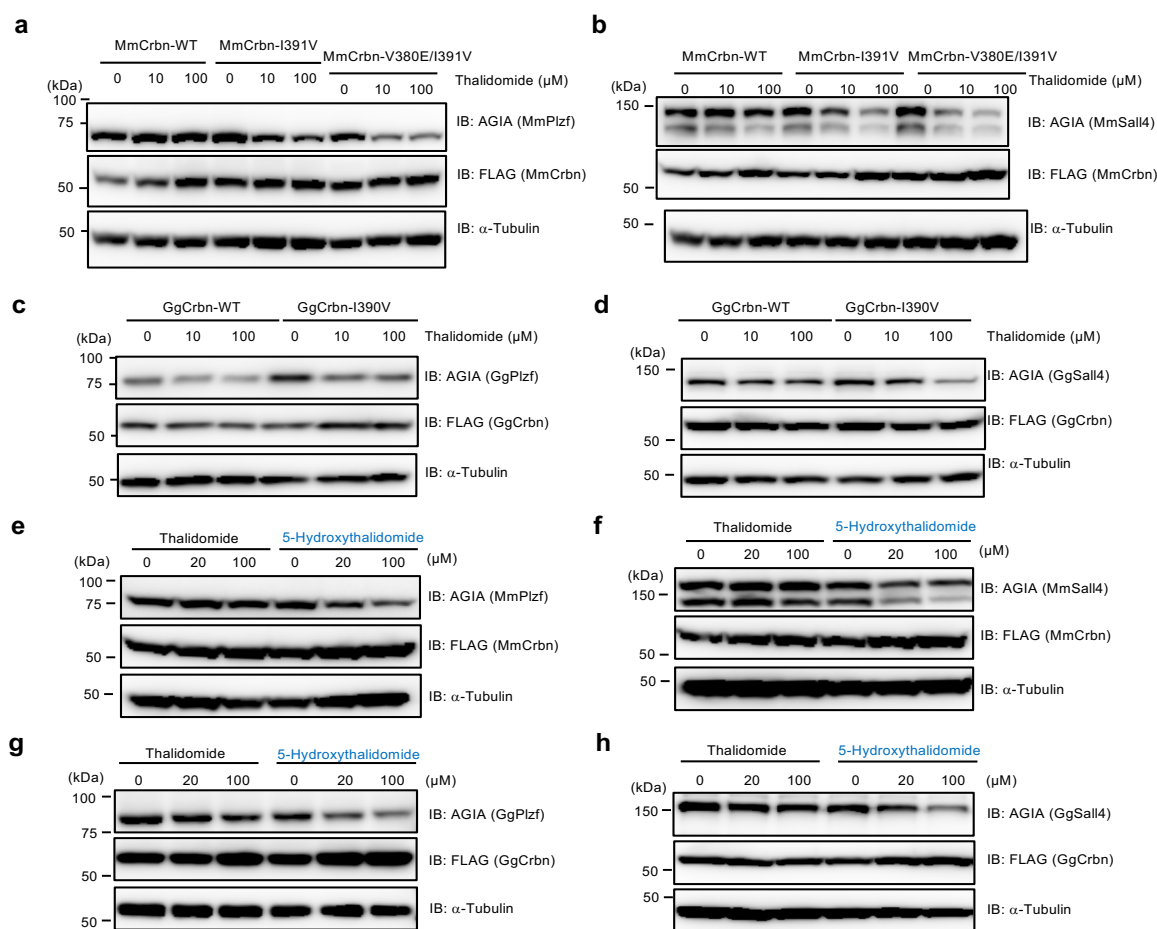 a
MmCrbn-WT MmCrbn-I391V MmCrbn-V380E/I391V
0 10 100 0 10 100 0 10 100 Thalidomide (μM)
(kDa)
100
75
IB: AGIA (MmPlzf)
50
IB: FLAG (MmCrbn)
50
IB: α-Tubulin
b
MmCrbn-WT MmCrbn-I391V MmCrbn-V380E/I391V
0 10 100 0 10 100 0 10 100 Thalidomide (μM)
(kDa)
150
IB: AGIA (MmSall4)
50
IB: FLAG (MmCrbn)
50
IB: α-Tubulin
c
GgCrbn-WT GgCrbn-I390V
0 10 100 0 10 100 Thalidomide (μM)
(kDa)
100
75
IB: AGIA (GgPlzf)
50
IB: FLAG (GgCrbn)
50
IB: α-Tubulin
d
GgCrbn-WT GgCrbn-I390V
0 10 100 0 10 100 Thalidomide (μM)
(kDa)
150
IB: AGIA (GgSall4)
50
IB: FLAG (GgCrbn)
50
IB: α-Tubulin
e
Thalidomide 5-Hydroxythalidomide
0 20 100 0 20 100 (μM)
(kDa)
100
75
IB: AGIA (MmPlzf)
50
IB: FLAG (MmCrbn)
50
IB: α-Tubulin
f
Thalidomide 5-Hydroxythalidomide
0 20 100 0 20 100 (μM)
(kDa)
150
IB: AGIA (MmSall4)
50
IB: FLAG (MmCrbn)
50
IB: α-Tubulin
g
Thalidomide 5-Hydroxythalidomide
0 20 100 0 20 100 (μM)
(kDa)
100
75
IB: AGIA (GgPlzf)
50
IB: FLAG (GgCrbn)
50
IB: α-Tubulin
h
Thalidomide 5-Hydroxythalidomide
0 20 100 0 20 100 (μM)
(kDa)
150
IB: AGIA (GgSall4)
50
IB: FLAG (GgCrbn)
50
IB: α-Tubulin